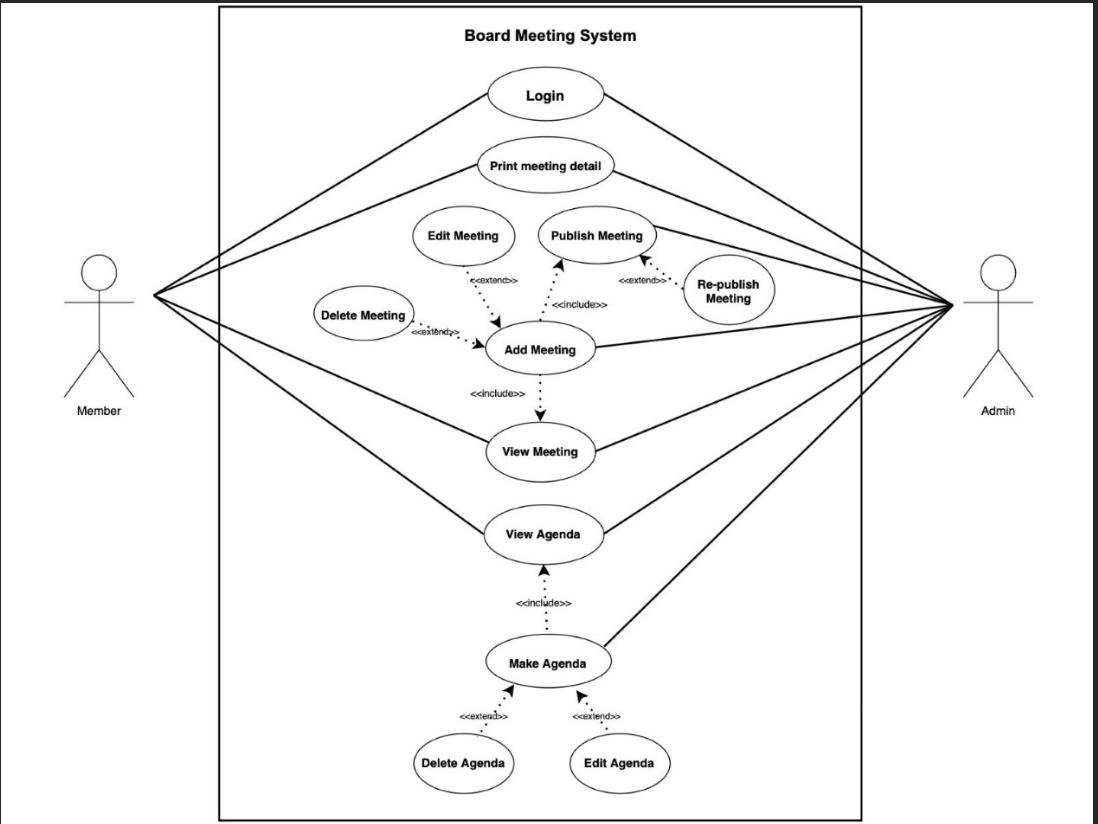 Board Meeting System
Login
Print meeting detail
Edit Meeting
Publish Meeting
<<extend>>
<<extend>>
Re-publish
Meeting
<<include>>
Delete Meeting
<<extend>>
Add Meeting
<<include>>
Member
Admin
View Meeting
View Agenda
<<include>>
Make Agenda
<<extend>>
<<extend>>
Delete Agenda
Edit Agenda